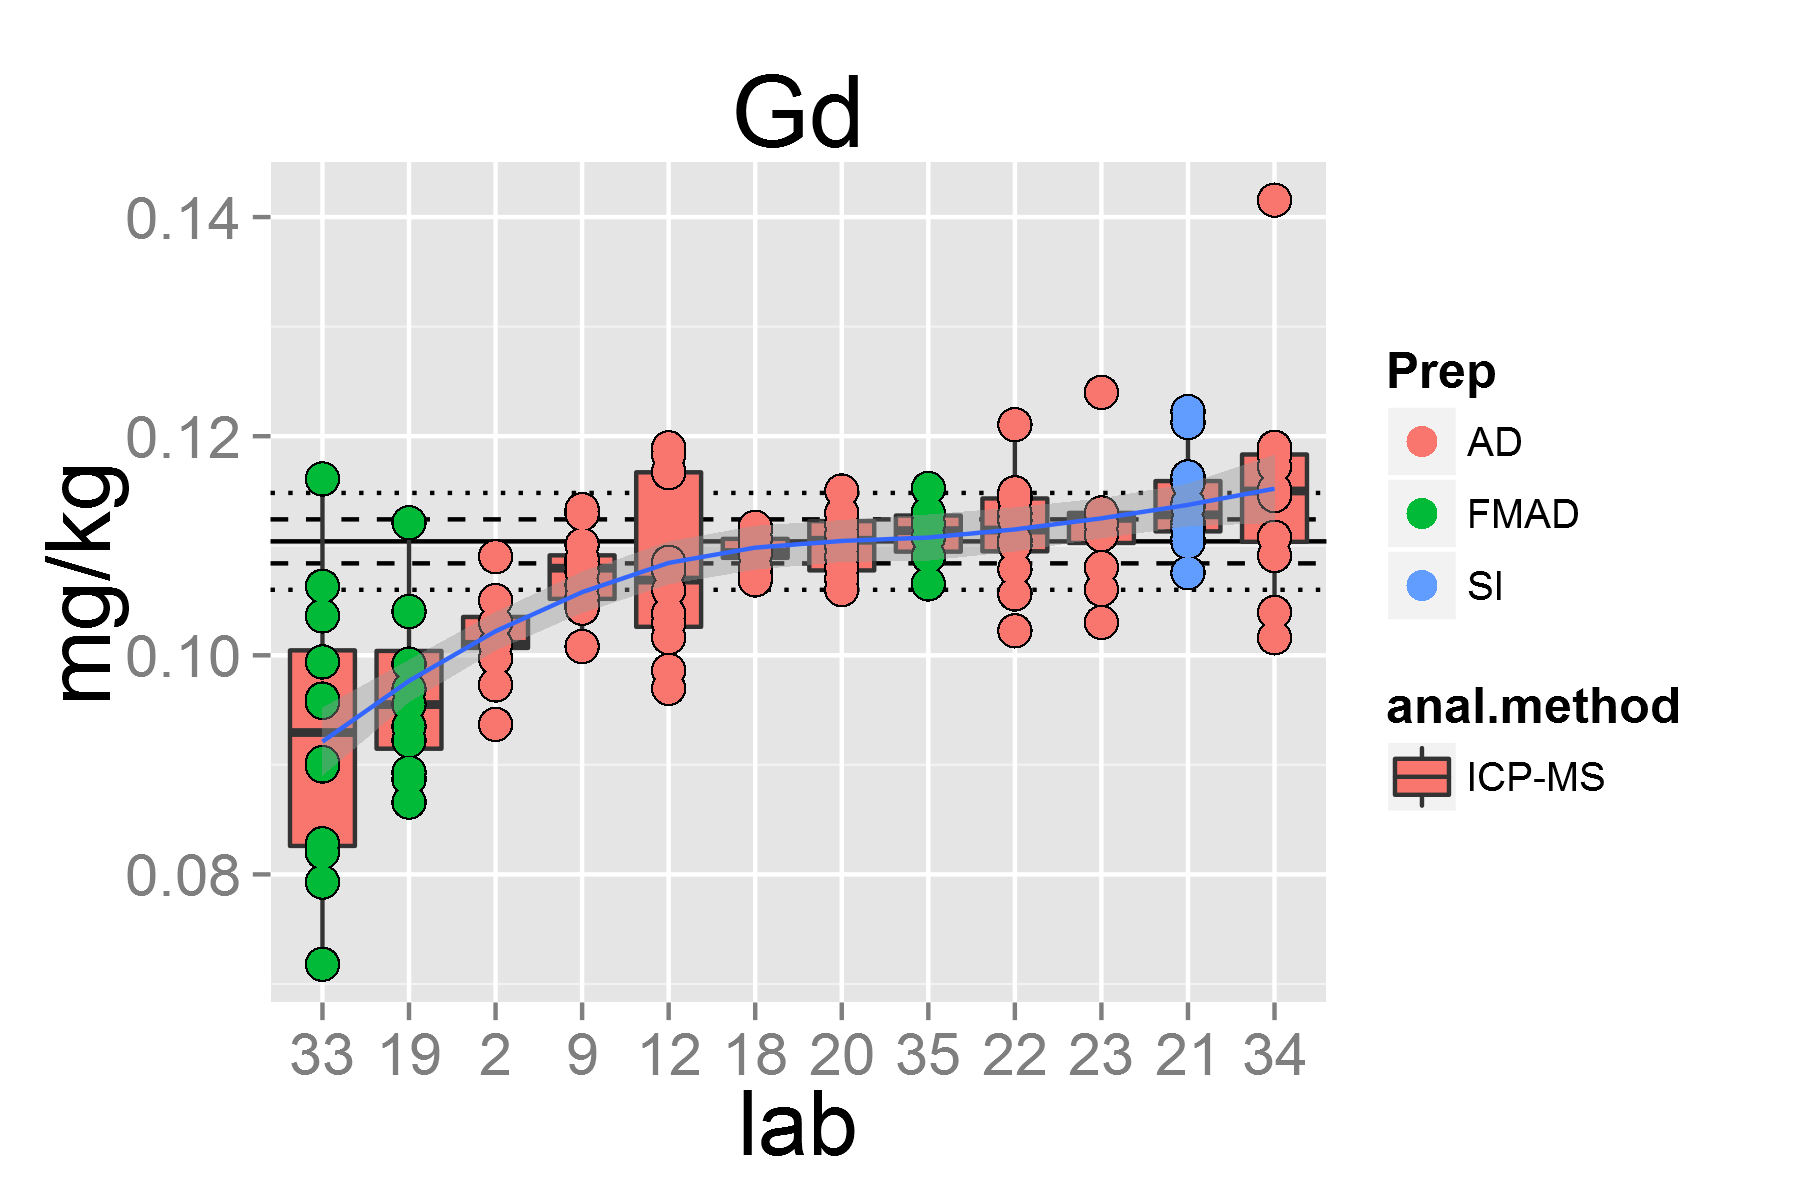 Gd
0.14
0.12
0.10
0.08
mg/kg
33 19 2 9 12 18 20 35 22 23 21 34
lab
Prep
AD
FMAD
SI
anal.method
ICP-MS